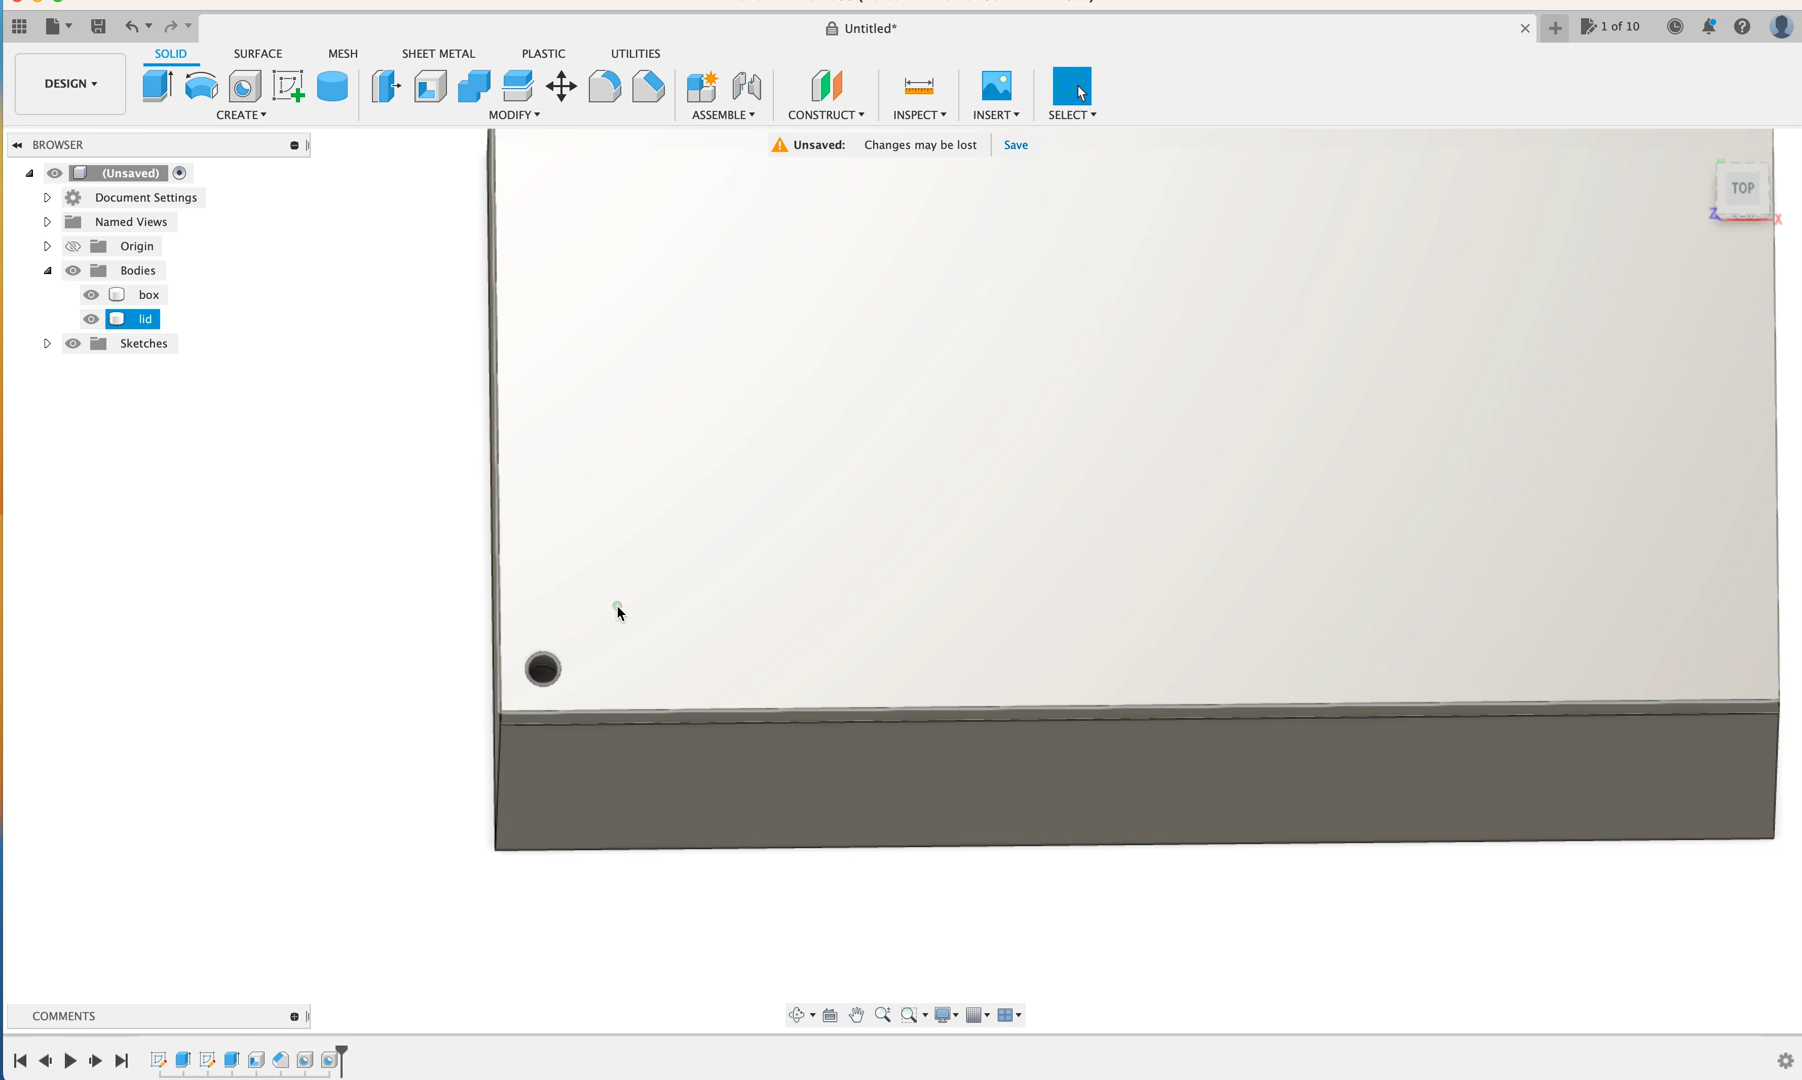 Untitled*
1 of 10
SOLID SURFACE MESH SHEET METAL PLASTIC UTILITIES
DESIGN
CREATE MODIFY ASSEMBLE CONSTRUCT INSPECT INSERT SELECT
BROWSER
Unsaved: Changes may be lost Save
(Unsaved)
Document Settings
Named Views
Origin
Bodies
box
lid
Sketches
TOP
Z X
COMMENTS